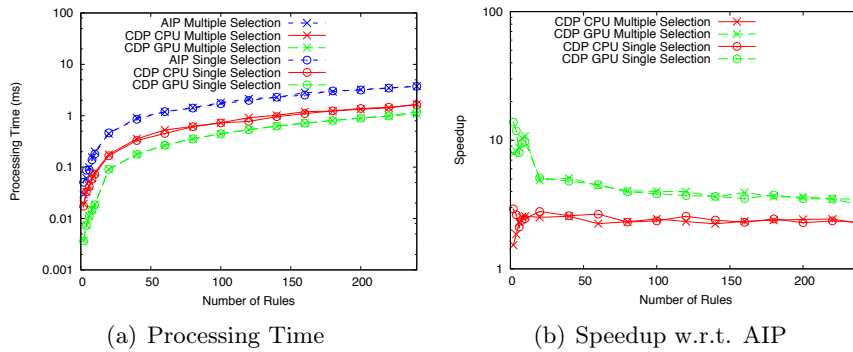 100
10
1
0.1
0.01
0.001
Processing Time (ms)
AIP Multiple Selection
CDP CPU Multiple Selection
CDP GPU Multiple Selection
AIP Single Selection
CDP CPU Single Selection
CDP GPU Single Selection
0 50 100 150 200
Number of Rules
(a) Processing Time
100
10
1
Speedup
CDP CPU Multiple Selection
CDP GPU Multiple Selection
CDP CPU Single Selection
CDP GPU Single Selection
0 50 100 150 200
Number of Rules
(b) Speedup w.r.t. AIP